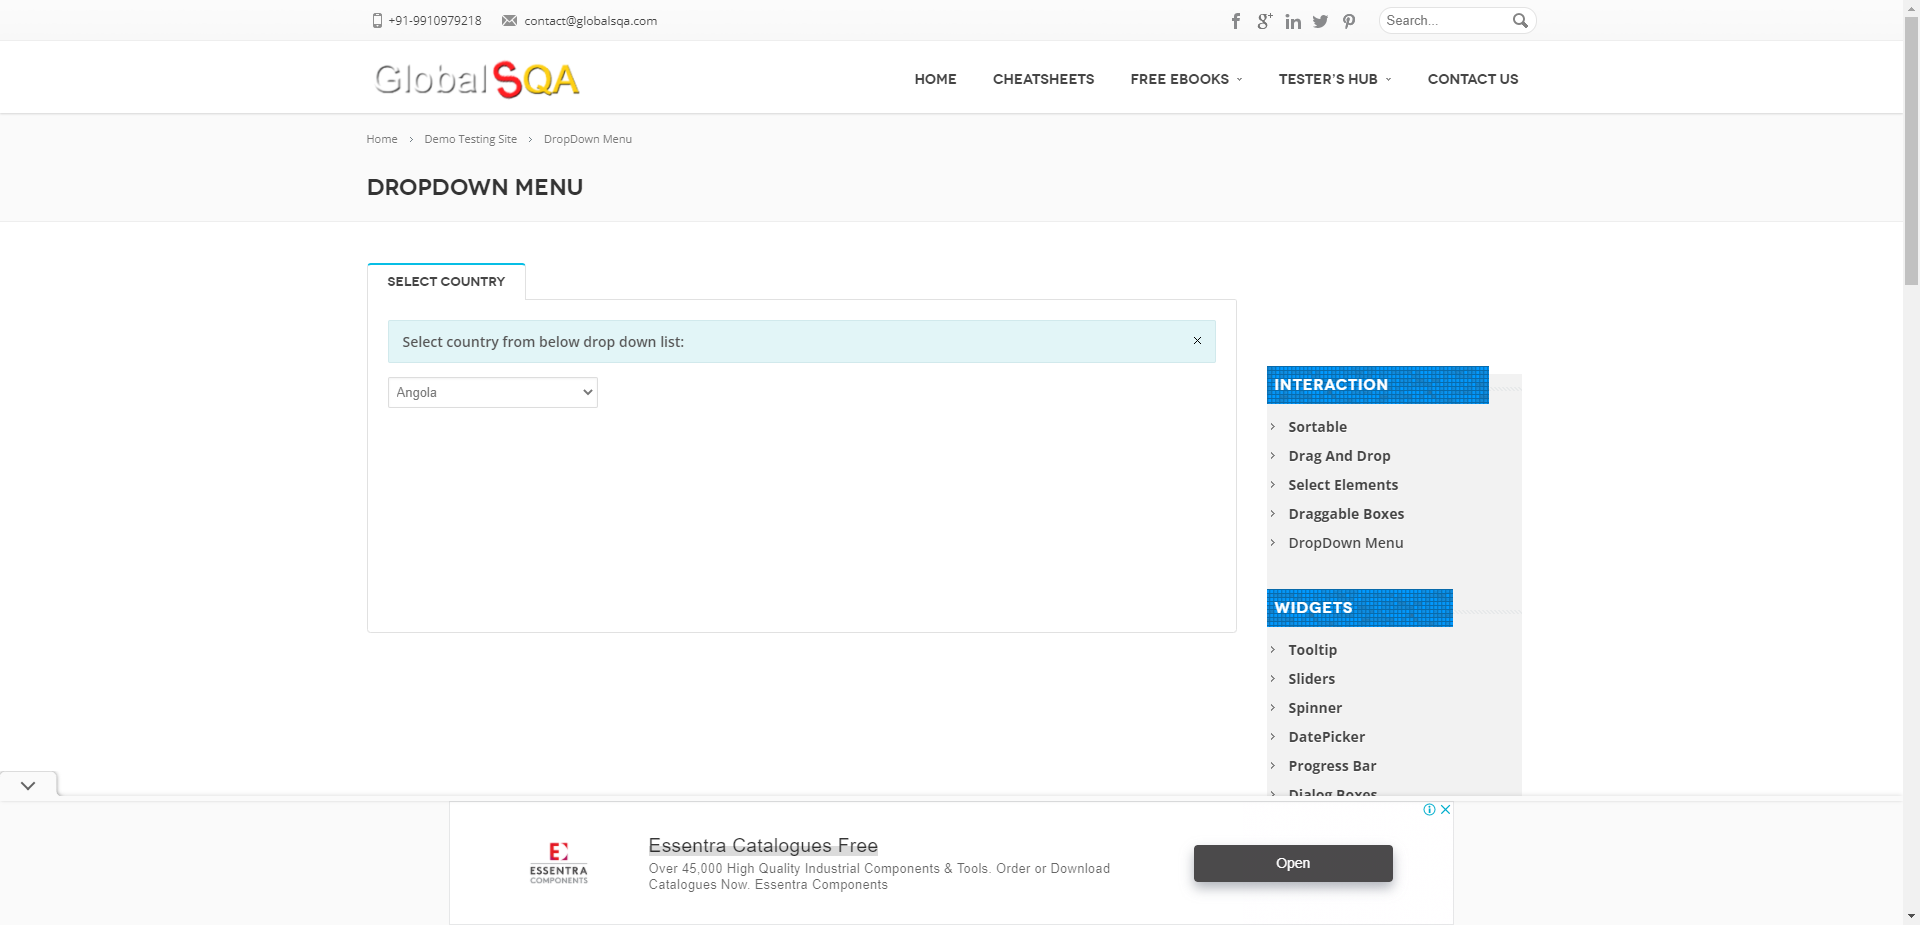 +91-9910979218 contact@globalsqa.com Search...
GlobalSQA HOME CHEATSHEETS FREE EBOOKS TESTER'S HUB CONTACT US
Home > Demo Testing Site > DropDown Menu
DROPDOWN MENU
SELECT COUNTRY
Select country from below drop down list:
Angola
INTERACTION
Sortable
Drag And Drop
Select Elements
Draggable Boxes
DropDown Menu
WIDGETS
Tooltip
Sliders
Spinner
DatePicker
Progress Bar
Dialog Boxes
ESSENTRA
COMPONENTS
Essentra Catalogues Free
Over 45,000 High Quality Industrial Components & Tools. Order or Download
Catalogues Now. Essentra Components
Open